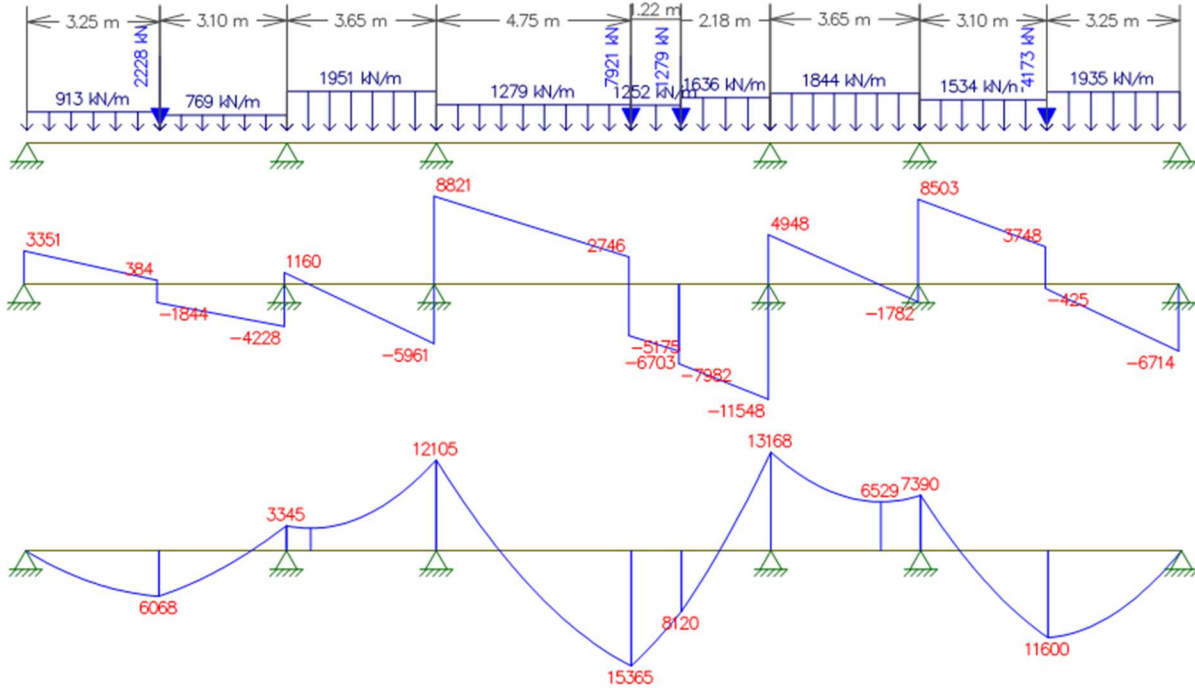 3.25 m 3.10 m 3.65 m 4.75 m 1.22 m 2.18 m 3.65 m 3.10 m 3.25 m
2228 kN 7921 kN 1279 kN 4173 kN
913 kN/m 769 kN/m 1951 kN/m 1279 kN/m 1252 kN/m 1636 kN/m 1844 kN/m 1534 kN/m 1935 kN/m
8821 8503
3351 384 1160 2746 4948 3748
−1844 −4228 −5961 −5175 −1782 −425
−6703 −7982 −6714
−11548
13168
12105
3345 6529 7390
6068 8120
15365 11600